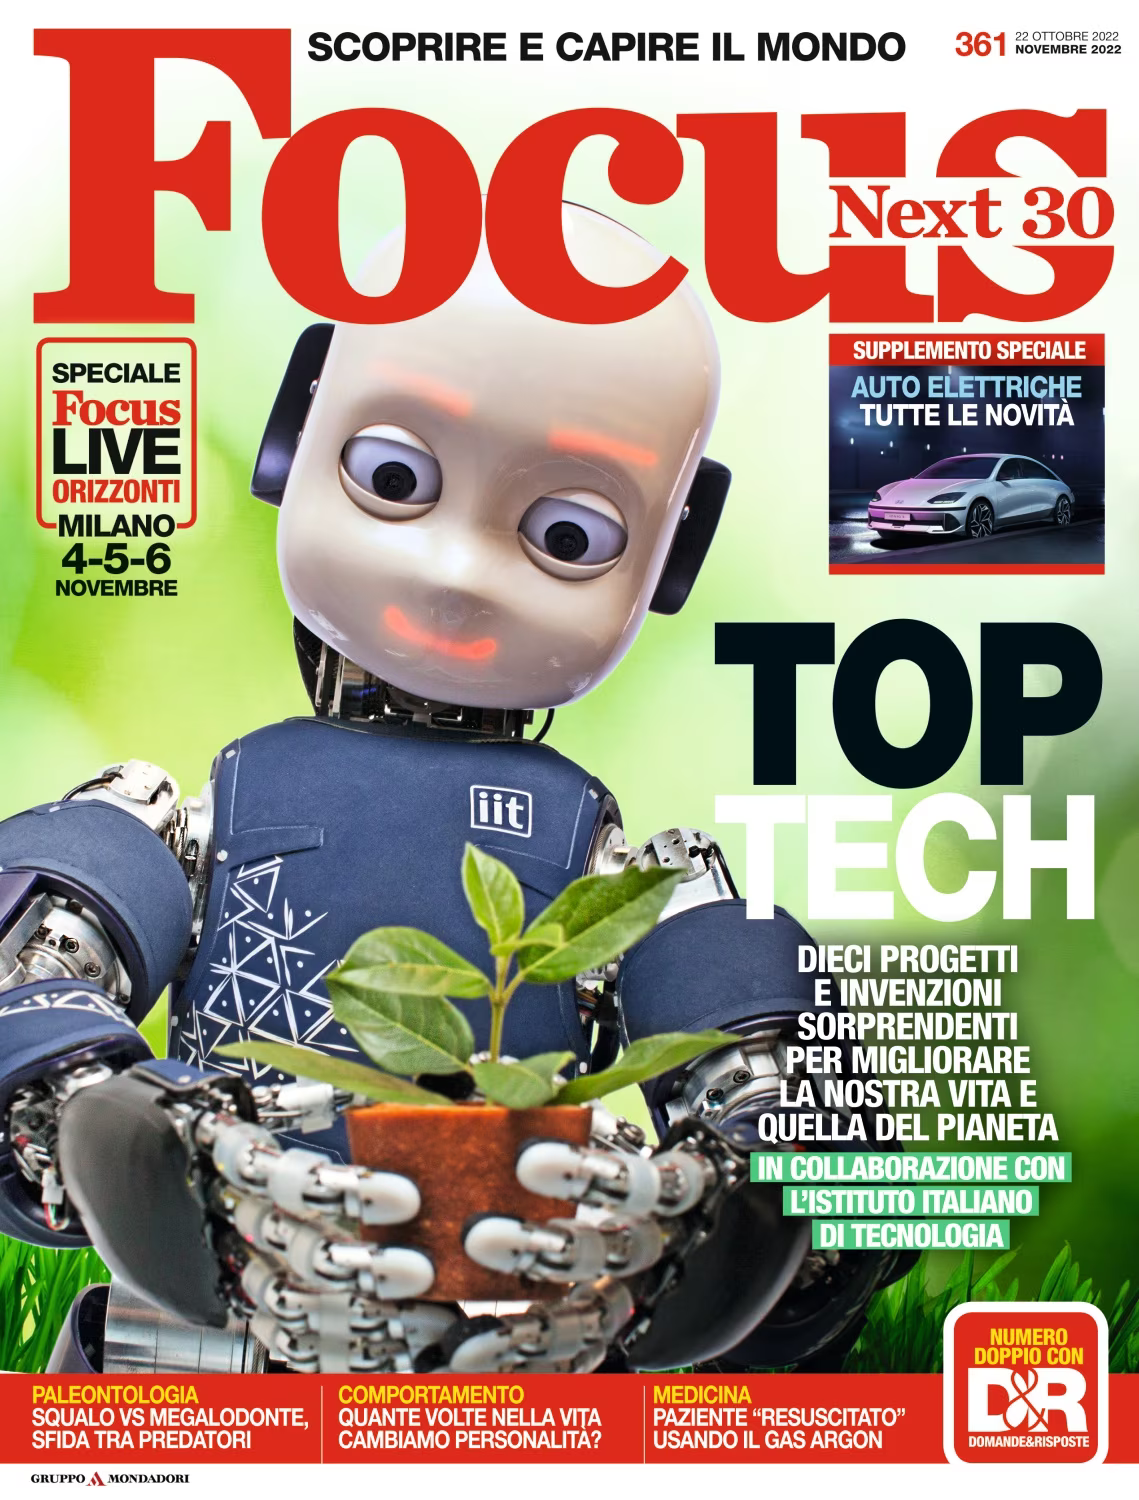 SCOPRIRE E CAPIRE IL MONDO
361 22 OTTOBRE 2022
NOVEMBRE 2022
Focus
Next 30
SPECIALE
Focus
LIVE
ORIZZONTI
MILANO
4-5-6
NOVEMBRE
SUPPLEMENTO SPECIALE
AUTO ELETTRICHE
TUTTE LE NOVITÀ
iit
TOP
TECH
DIECI PROGETTI
E INVENZIONI
SORPRENDENTI
PER MIGLIORARE
LA NOSTRA VITA E
QUELLA DEL PIANETA
IN COLLABORAZIONE CON
L'ISTITUTO ITALIANO
DI TECNOLOGIA
NUMERO
DOPPIO CON
D&R
DOMANDE&RISPOSTE
PALEONTOLOGIA
SQUALO VS MEGALODONTE,
SFIDA TRA PREDATORI
COMPORTAMENTO
QUANTE VOLTE NELLA VITA
CAMBIAMO PERSONALITÀ?
MEDICINA
PAZIENTE “RESUSCITATO”
USANDO IL GAS ARGON
GRUPPO MONDADORI